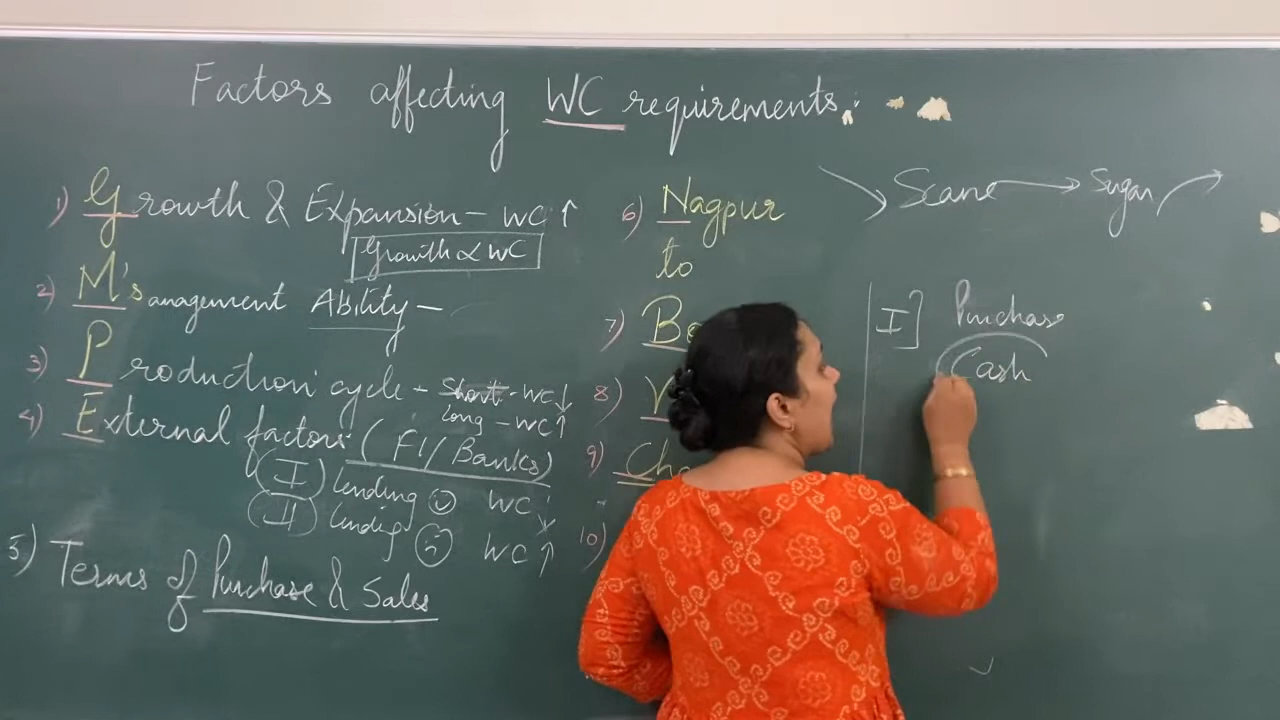 Factors affecting WC requirements:
1) Growth & Expansion - WC ↑
Growth ∝ WC
2) M'sanagement Ability -
3) Production cycle - Short - WC↓
Long - WC↑
4) External factors (FI/Banks)
(I) lending ☺ WC ↓
(II) lending ☹ WC ↑
5) Terms of Purchase & Sales
6) Nagpur
to
7)
8)
9)
10)
Scane → Sugar
I] Purchase
Cash